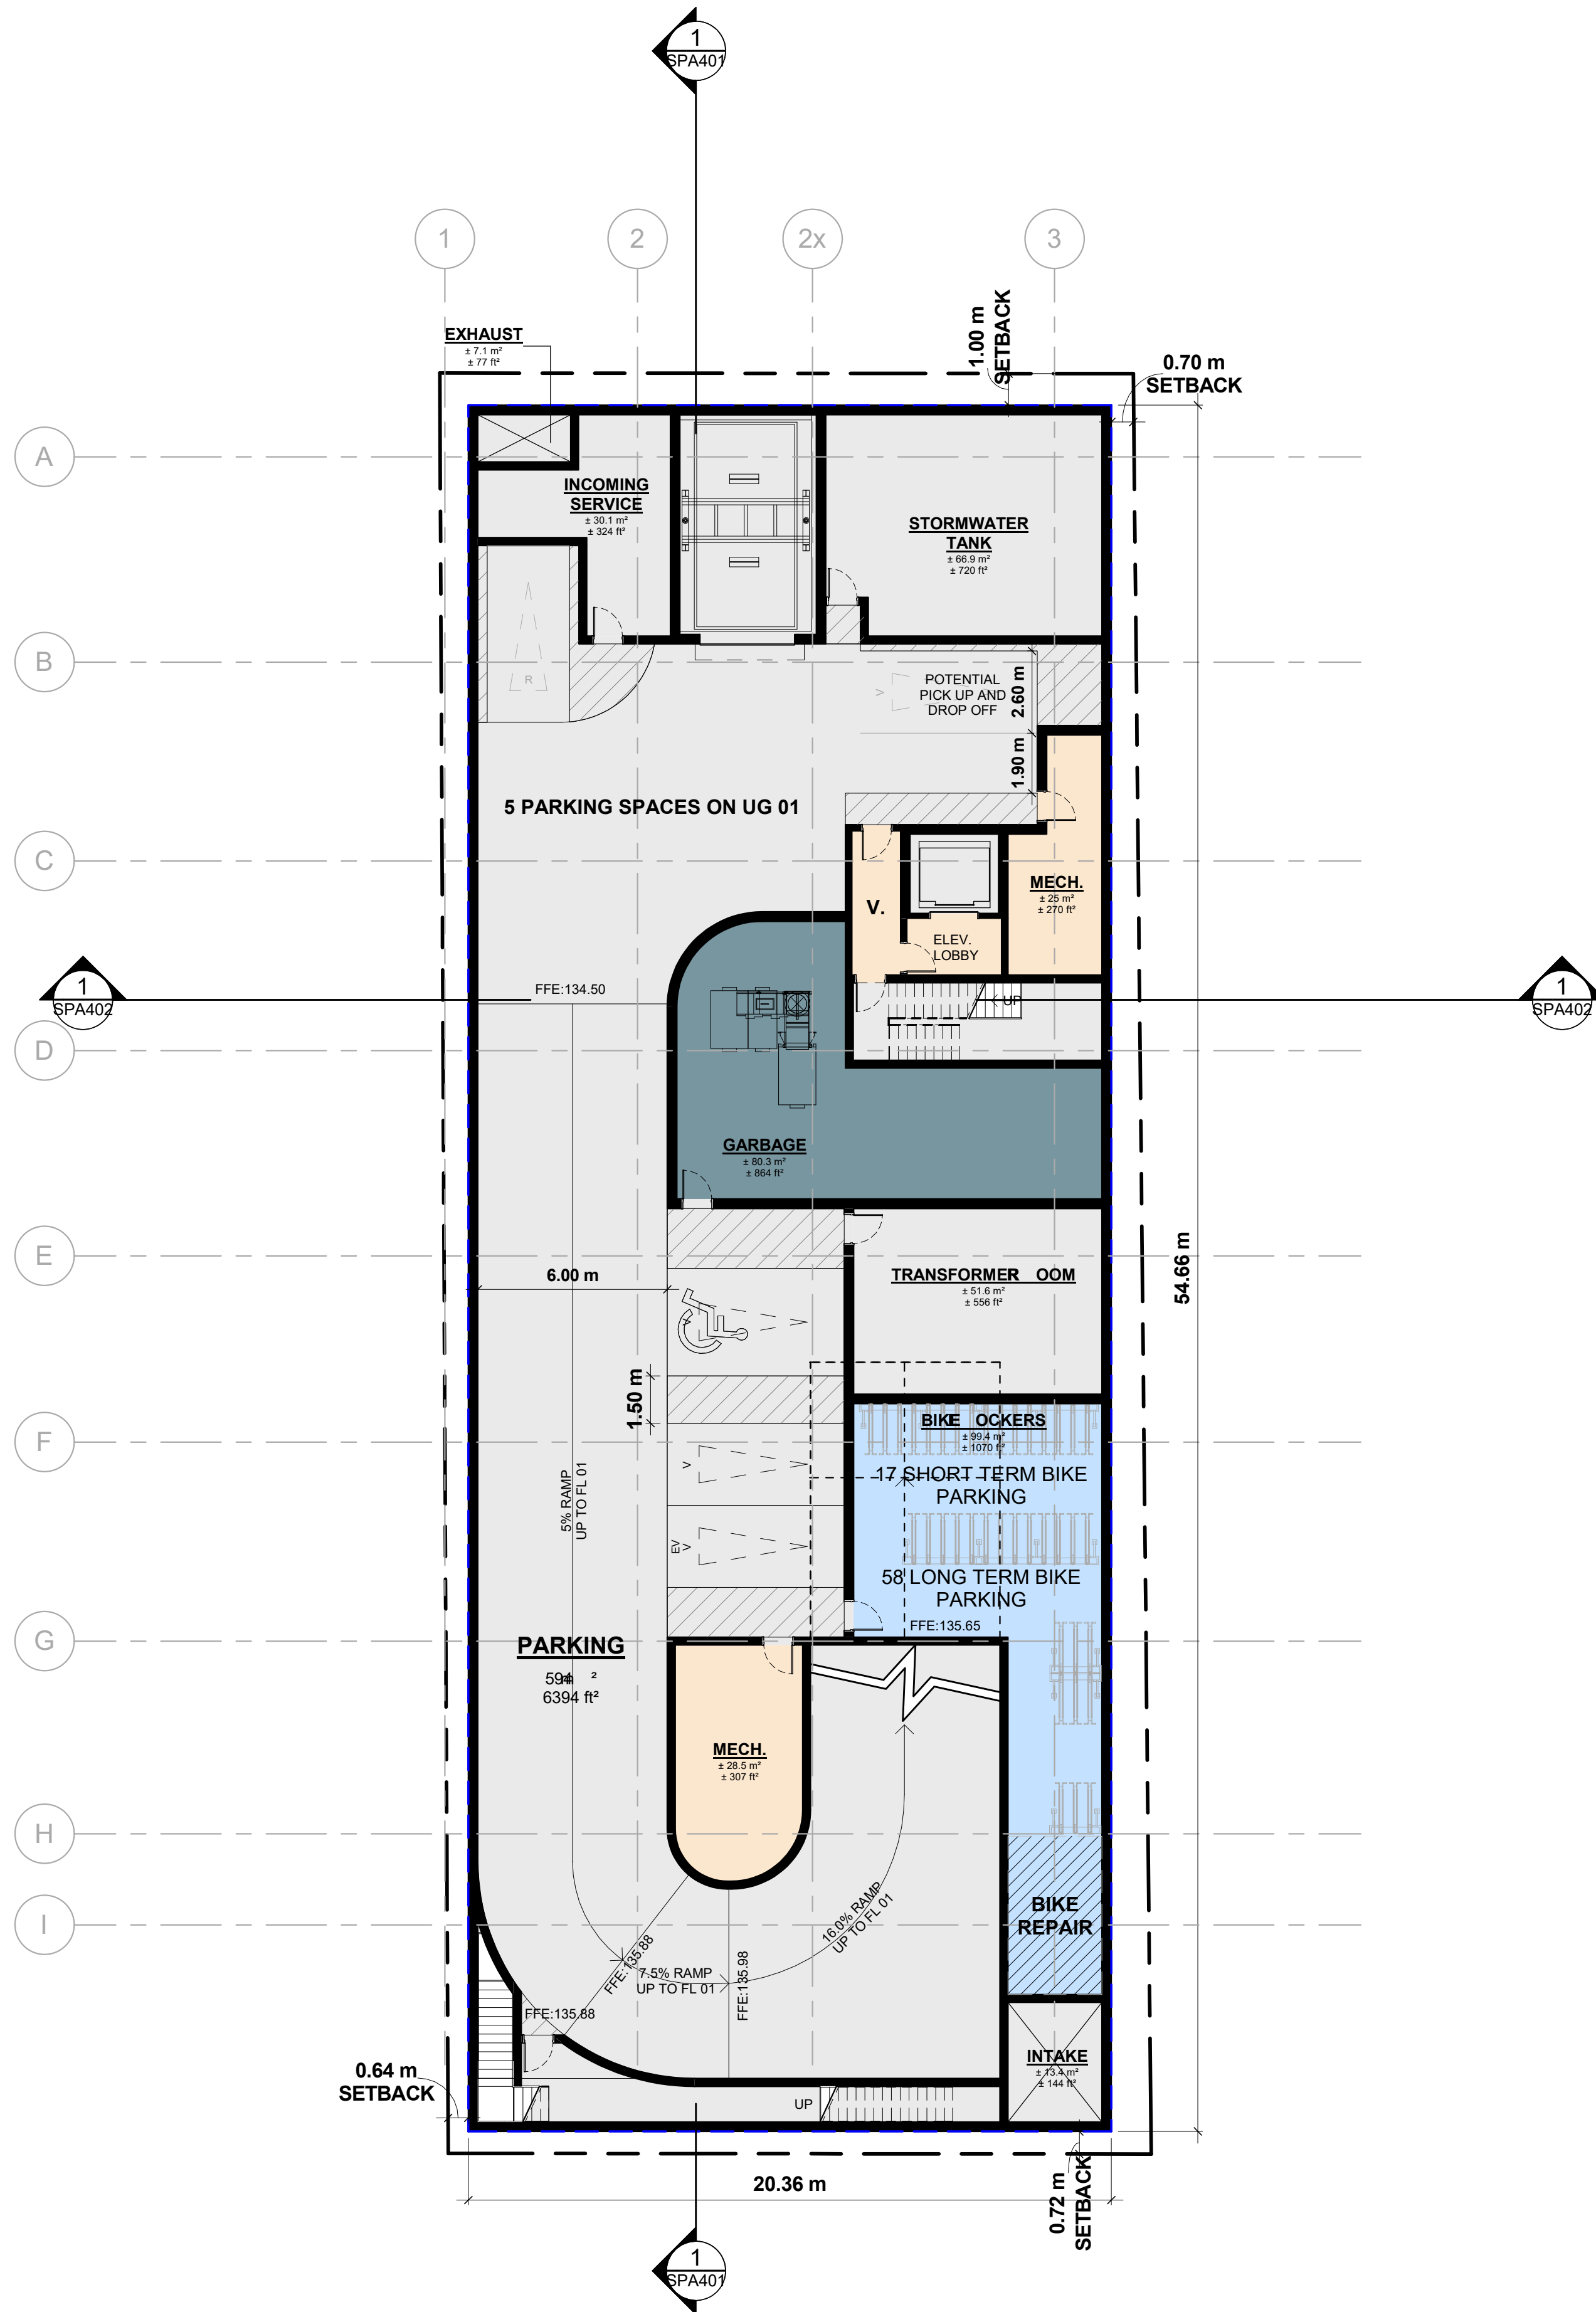 1
SPA401
1
2
2x
3
EXHAUST
± 7.1 m²
± 77 ft²
1.00 m
SETBACK
0.70 m
SETBACK
A
INCOMING
SERVICE
± 30.1 m²
± 324 ft²
STORMWATER
TANK
± 66.9 m²
± 720 ft²
B
R
V
POTENTIAL
PICK UP AND
DROP OFF
2.60 m
1.90 m
5 PARKING SPACES ON UG 01
C
MECH.
± 25 m²
± 270 ft²
V.
ELEV.
LOBBY
1
SPA402
FFE:134.50
UP
1
SPA402
D
GARBAGE
± 80.3 m²
± 864 ft²
E
6.00 m
TRANSFORMER OOM
± 51.6 m²
± 556 ft²
54.66 m
V
1.50 m
F
BIKE OCKERS
± 99.4 m²
± 1070 ft²
17 SHORT TERM BIKE
PARKING
V
5% RAMP
UP TO FL 01
EV
V
58 LONG TERM BIKE
PARKING
FFE:135.65
G
PARKING
594m ²
6394 ft²
MECH.
± 28.5 m²
± 307 ft²
H
I
BIKE
REPAIR
16.0% RAMP
UP TO FL 01
FFE:135.88
7.5% RAMP
UP TO FL 01
FFE:135.98
FFE:135.88
INTAKE
± 13.4 m²
± 144 ft²
0.64 m
SETBACK
UP
20.36 m
0.72 m
SETBACK
1
SPA401